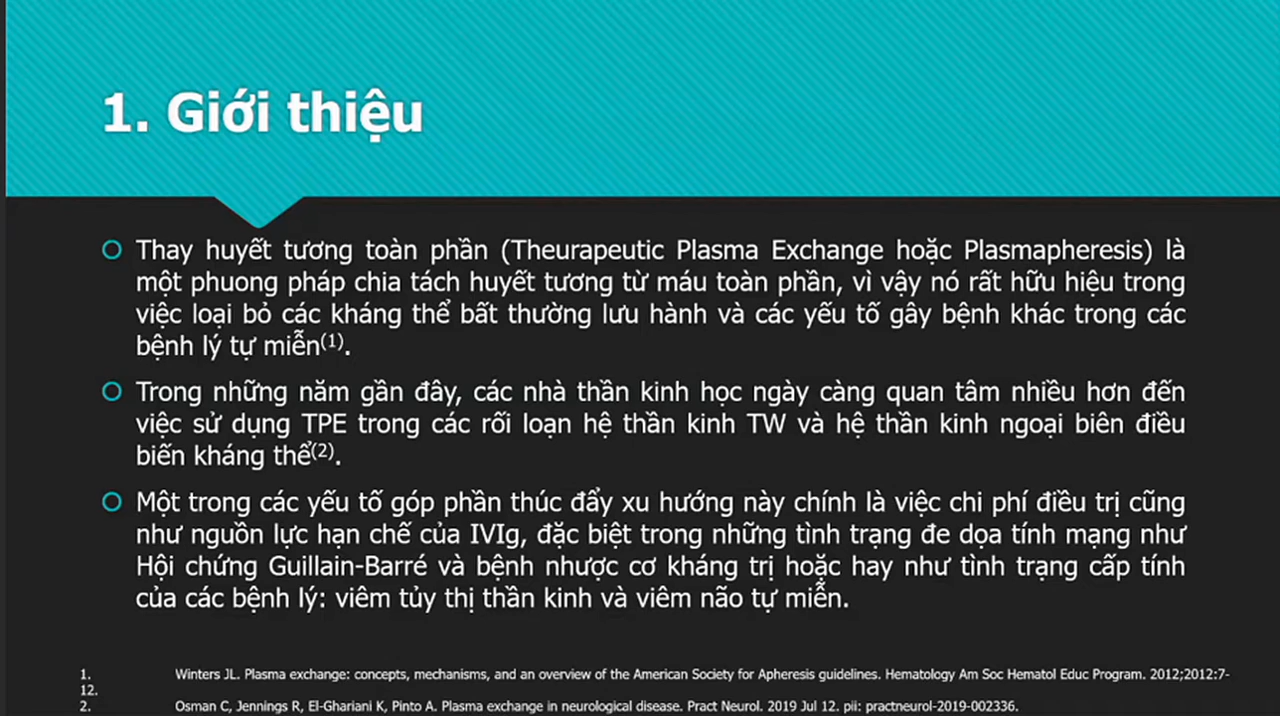 1. Giới thiệu
Thay huyết tương toàn phần (Theurapeutic Plasma Exchange hoặc Plasmapheresis) là
một phuong pháp chia tách huyết tương từ máu toàn phần, vì vậy nó rất hữu hiệu trong
việc loại bỏ các kháng thể bất thường lưu hành và các yếu tố gây bệnh khác trong các
bệnh lý tự miễn(1).
Trong những năm gần đây, các nhà thần kinh học ngày càng quan tâm nhiều hơn đến
việc sử dụng TPE trong các rối loạn hệ thần kinh TW và hệ thần kinh ngoại biên điều
biến kháng thể(2).
Một trong các yếu tố góp phần thúc đẩy xu hướng này chính là việc chi phí điều trị cũng
như nguồn lực hạn chế của IVIg, đặc biệt trong những tình trạng đe dọa tính mạng như
Hội chứng Guillain-Barré và bệnh nhược cơ kháng trị hoặc hay như tình trạng cấp tính
của các bệnh lý: viêm tủy thị thần kinh và viêm não tự miễn.
1. Winters JL. Plasma exchange: concepts, mechanisms, and an overview of the American Society for Apheresis guidelines. Hematology Am Soc Hematol Educ Program. 2012;2012:7-
12.
2. Osman C, Jennings R, El-Ghariani K, Pinto A. Plasma exchange in neurological disease. Pract Neurol. 2019 Jul 12. pii: practneurol-2019-002336.